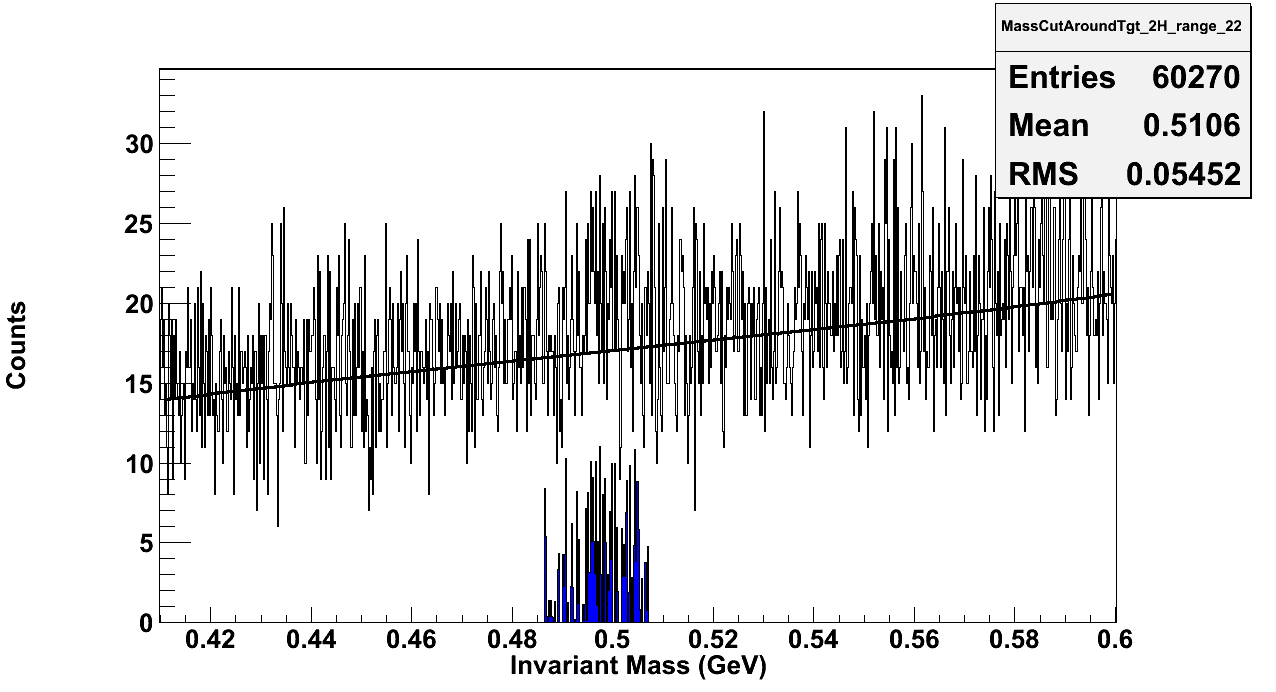 MassCutAroundTgt_2H_range_22
Entries 60270
Mean 0.5106
RMS 0.05452
Counts
30
25
20
15
10
5
0
0.42 0.44 0.46 0.48 0.5 0.52 0.54 0.56 0.58 0.6
Invariant Mass (GeV)